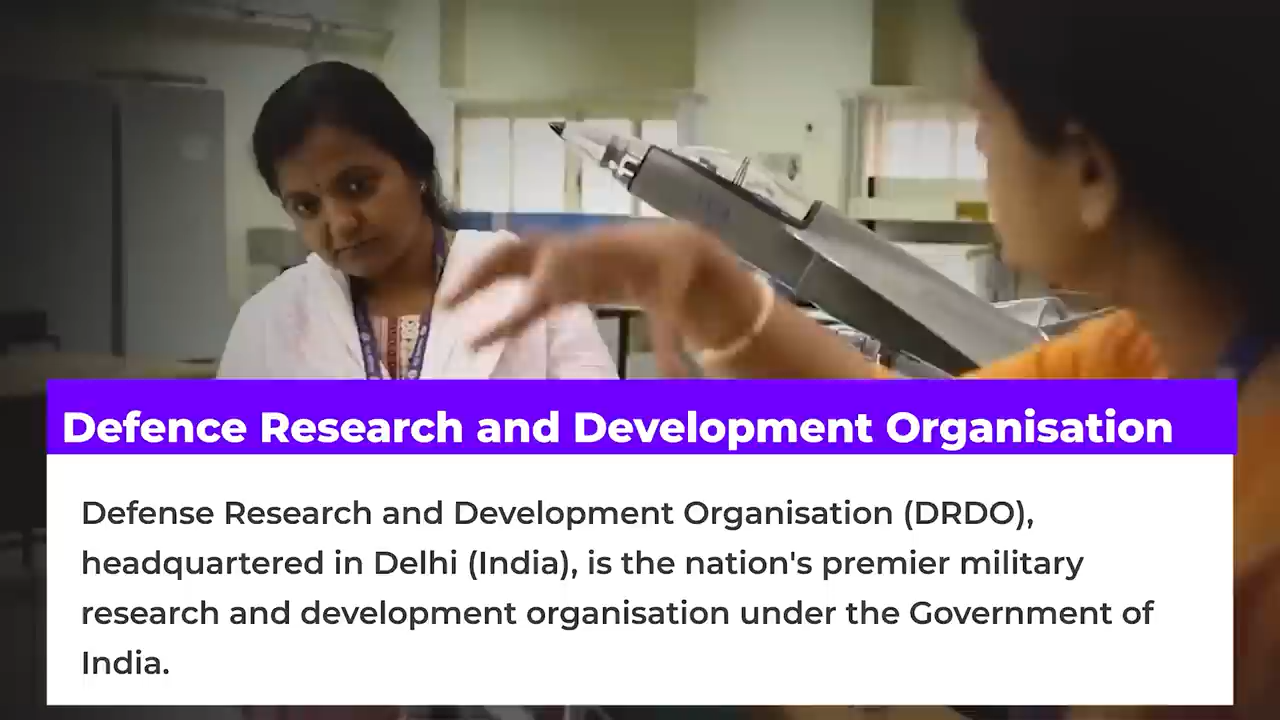 Defence Research and Development Organisation
Defense Research and Development Organisation (DRDO),
headquartered in Delhi (India), is the nation's premier military
research and development organisation under the Government of
India.